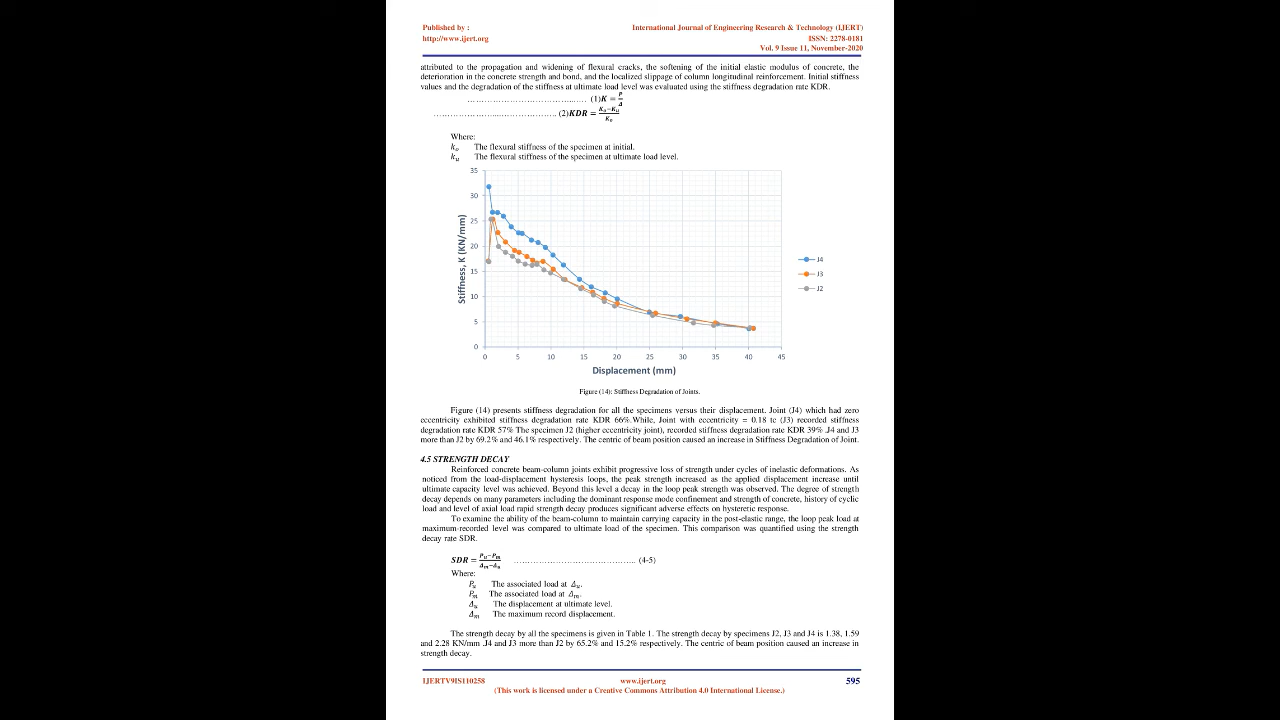 Published by :
International Journal of Engineering Research & Technology (IJERT)
http://www.ijert.org
ISSN: 2278-0181
Vol. 9 Issue 11, November-2020
attributed to the propagation and widening of flexural cracks, the softening of the initial elastic modulus of concrete, the
deterioration in the concrete strength and bond, and the localized slippage of column longitudinal reinforcement. Initial stiffness
values and the degradation of the stiffness at ultimate load level was evaluated using the stiffness degradation rate KDR.
……………………………...…. (1)K = P/Δ
…………………...…………….. (2)KDR = (Kₒ−Kᵤ)/Kₒ
Where:
kₒ The flexural stiffness of the specimen at initial.
kᵤ The flexural stiffness of the specimen at ultimate load level.
35
30
25
20
15
10
5
0
Stiffness, K (KN/mm)
0 5 10 15 20 25 30 35 40 45
Displacement (mm)
J4
J3
J2
Figure (14): Stiffness Degradation of Joints.
Figure (14) presents stiffness degradation for all the specimens versus their displacement. Joint (J4) which had zero
eccentricity exhibited stiffness degradation rate KDR 66%.While, Joint with eccentricity = 0.18 tc (J3) recorded stiffness
degradation rate KDR 57% The specimen J2 (higher eccentricity joint), recorded stiffness degradation rate KDR 39% .J4 and J3
more than J2 by 69.2% and 46.1% respectively. The centric of beam position caused an increase in Stiffness Degradation of Joint.
4.5 STRENGTH DECAY
Reinforced concrete beam-column joints exhibit progressive loss of strength under cycles of inelastic deformations. As
noticed from the load-displacement hysteresis loops, the peak strength increased as the applied displacement increase until
ultimate capacity level was achieved. Beyond this level a decay in the loop peak strength was observed. The degree of strength
decay depends on many parameters including the dominant response mode confinement and strength of concrete, history of cyclic
load and level of axial load rapid strength decay produces significant adverse effects on hysteretic response.
To examine the ability of the beam-column to maintain carrying capacity in the post-elastic range, the loop peak load at
maximum-recorded level was compared to ultimate load of the specimen. This comparison was quantified using the strength
decay rate SDR.
SDR = (Pᵤ−Pₘ)/(Δₘ−Δᵤ) ………………………………….. (4-5)
Where:
Pᵤ The associated load at Δᵤ.
Pₘ The associated load at Δₘ.
Δᵤ The displacement at ultimate level.
Δₘ The maximum record displacement.
The strength decay by all the specimens is given in Table 1. The strength decay by specimens J2, J3 and J4 is 1.38, 1.59
and 2.28 KN/mm .J4 and J3 more than J2 by 65.2% and 15.2% respectively. The centric of beam position caused an increase in
strength decay.
IJERTV9IS110258
www.ijert.org
595
(This work is licensed under a Creative Commons Attribution 4.0 International License.)